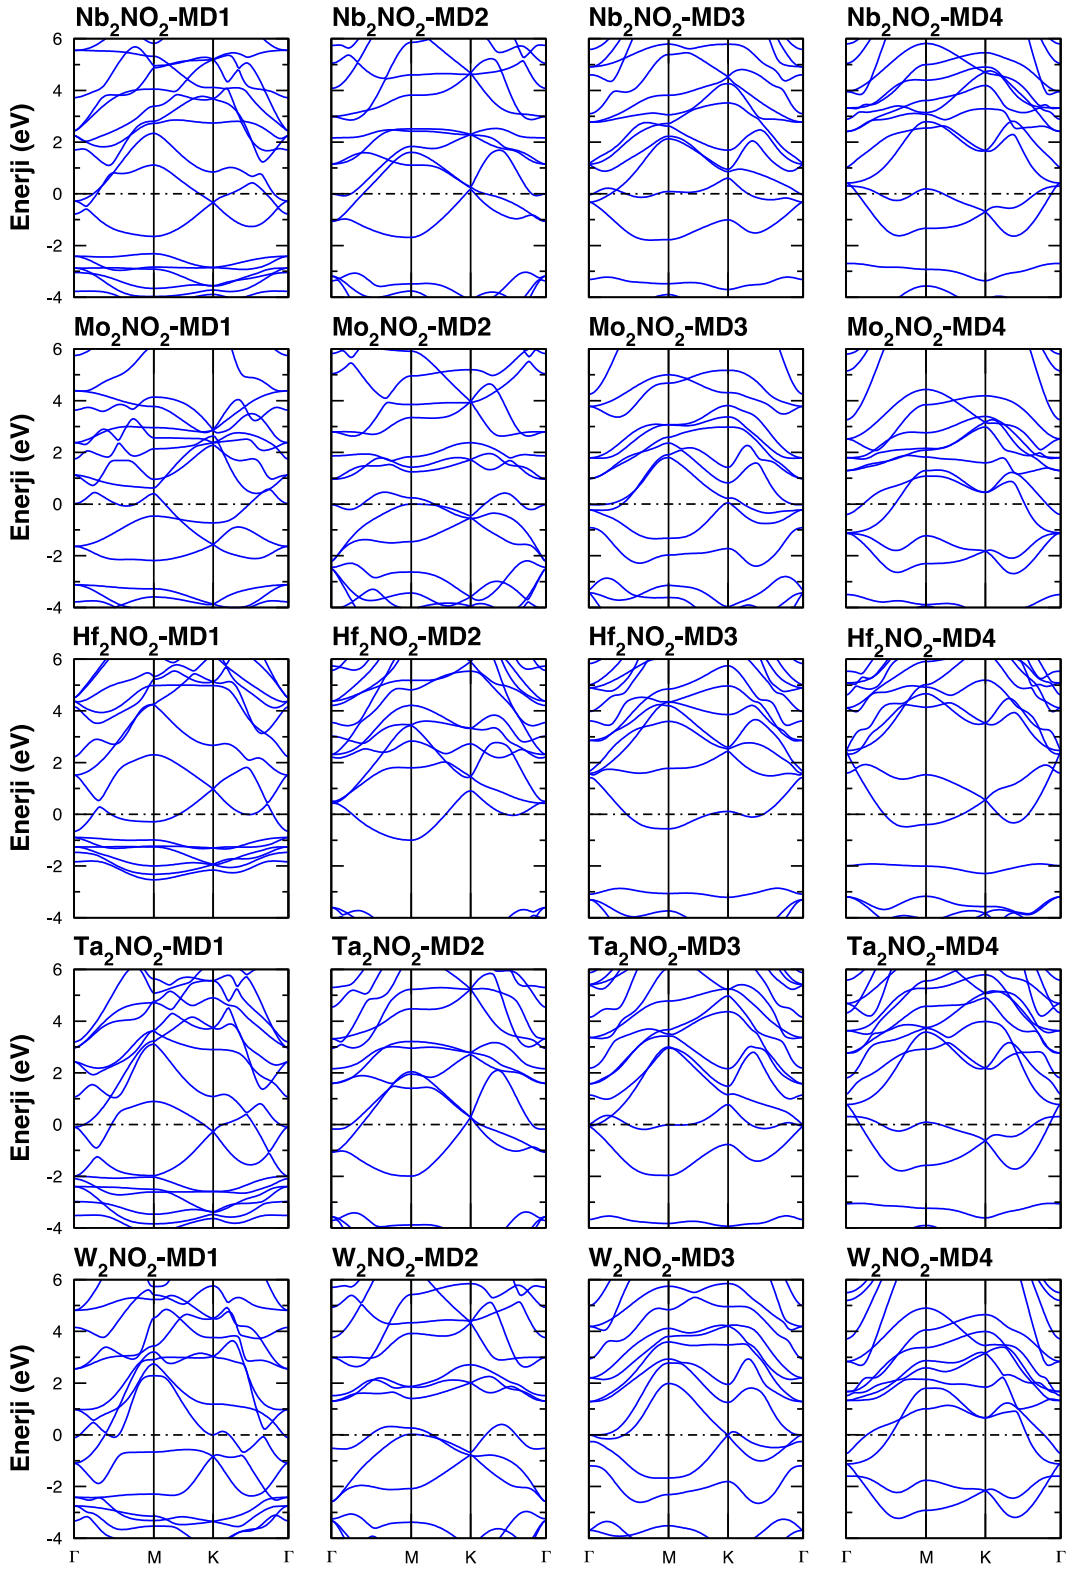 Nb₂NO₂-MD1 Nb₂NO₂-MD2 Nb₂NO₂-MD3 Nb₂NO₂-MD4
Enerji (eV)
6
4
2
0
-2
-4
Mo₂NO₂-MD1 Mo₂NO₂-MD2 Mo₂NO₂-MD3 Mo₂NO₂-MD4
Enerji (eV)
6
4
2
0
-2
-4
Hf₂NO₂-MD1 Hf₂NO₂-MD2 Hf₂NO₂-MD3 Hf₂NO₂-MD4
Enerji (eV)
6
4
2
0
-2
-4
Ta₂NO₂-MD1 Ta₂NO₂-MD2 Ta₂NO₂-MD3 Ta₂NO₂-MD4
Enerji (eV)
6
4
2
0
-2
-4
W₂NO₂-MD1 W₂NO₂-MD2 W₂NO₂-MD3 W₂NO₂-MD4
Enerji (eV)
6
4
2
0
-2
-4
Γ M K Γ Γ M K Γ Γ M K Γ Γ M K Γ